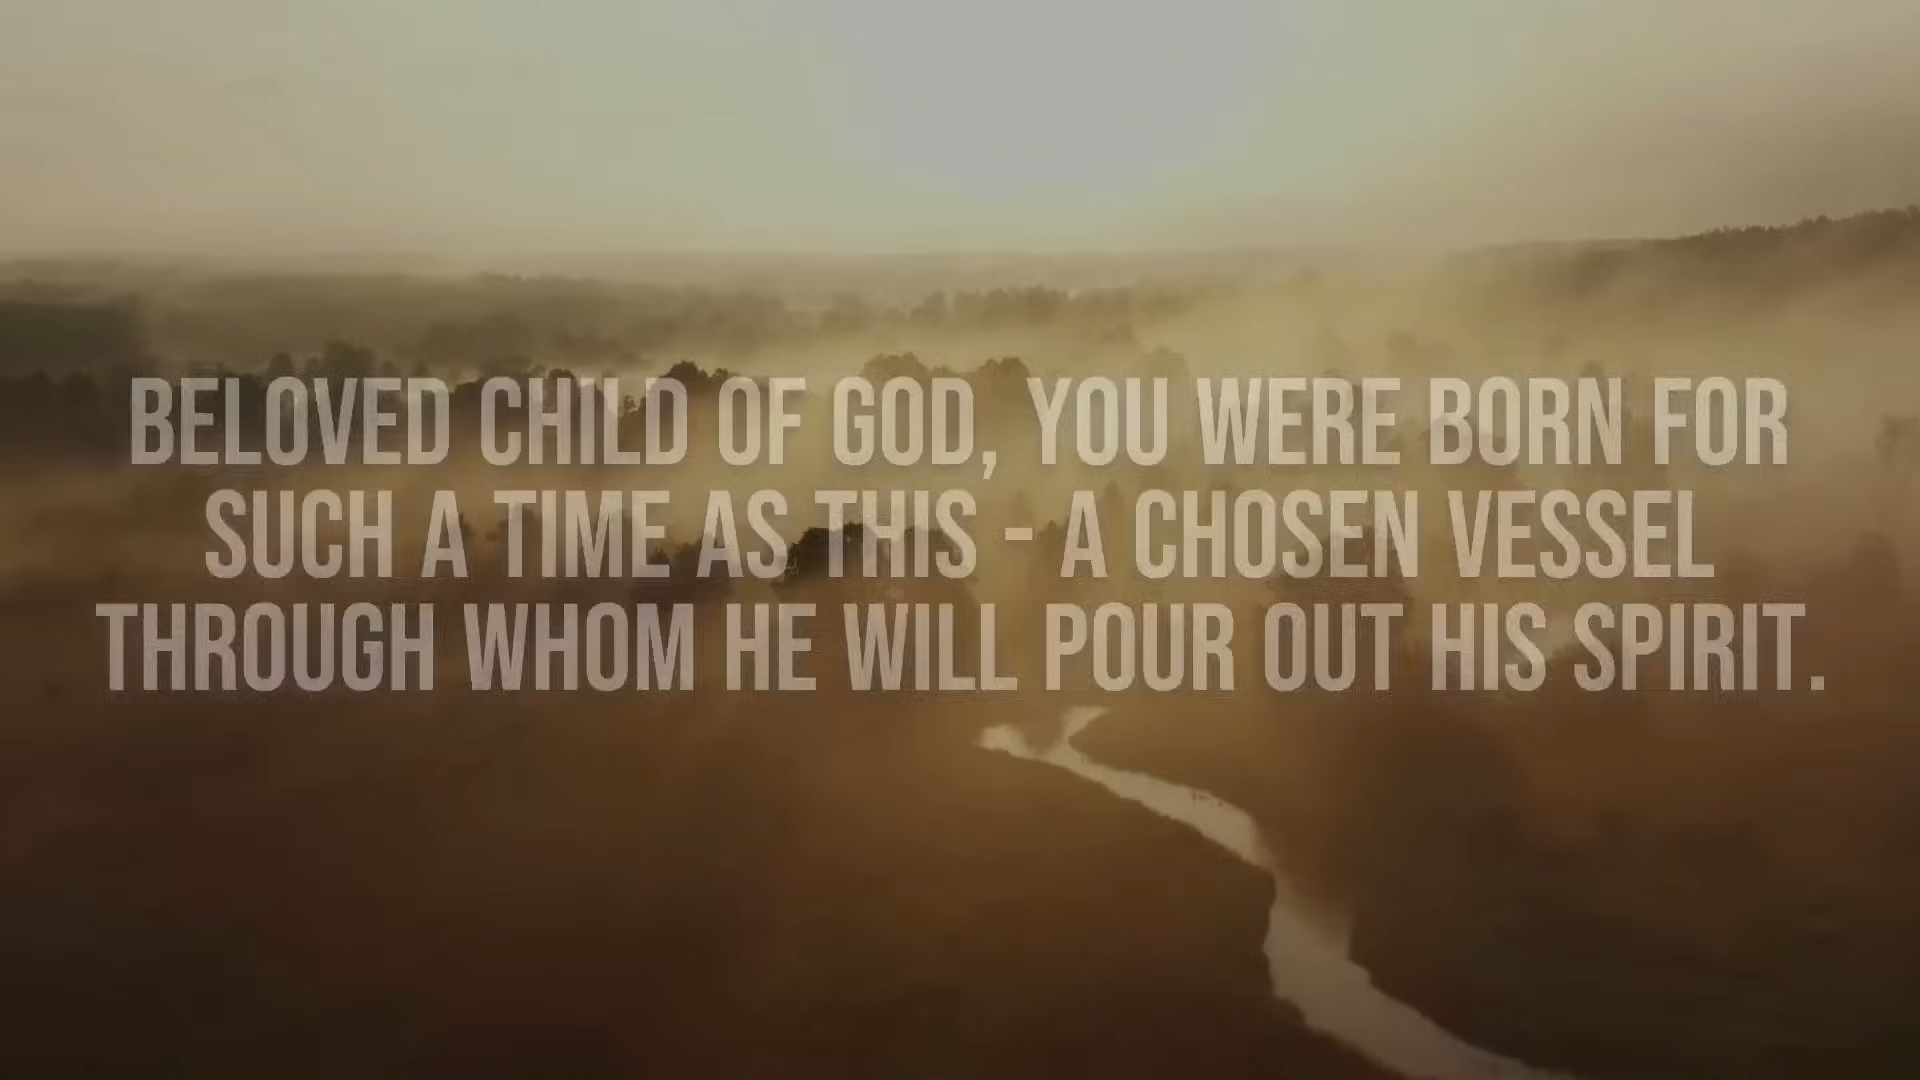 BELOVED CHILD OF GOD, YOU WERE BORN FOR
SUCH A TIME AS THIS - A CHOSEN VESSEL
THROUGH WHOM HE WILL POUR OUT HIS SPIRIT.